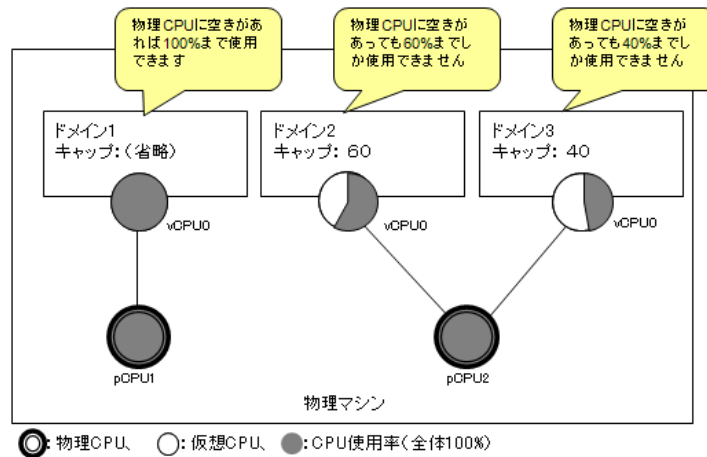 物理CPUに空きがあ
れば100%まで使用
できます
物理CPUに空きが
あっても60%までし
か使用できません
物理CPUに空きが
あっても40%までし
か使用できません
ドメイン1
キャップ:(省略)
ドメイン2
キャップ: 60
ドメイン3
キャップ: 40
vCPU0
vCPU0
vCPU0
pCPU1
pCPU2
物理マシン
: 物理CPU、 : 仮想CPU、 : CPU使用率(全体100%)